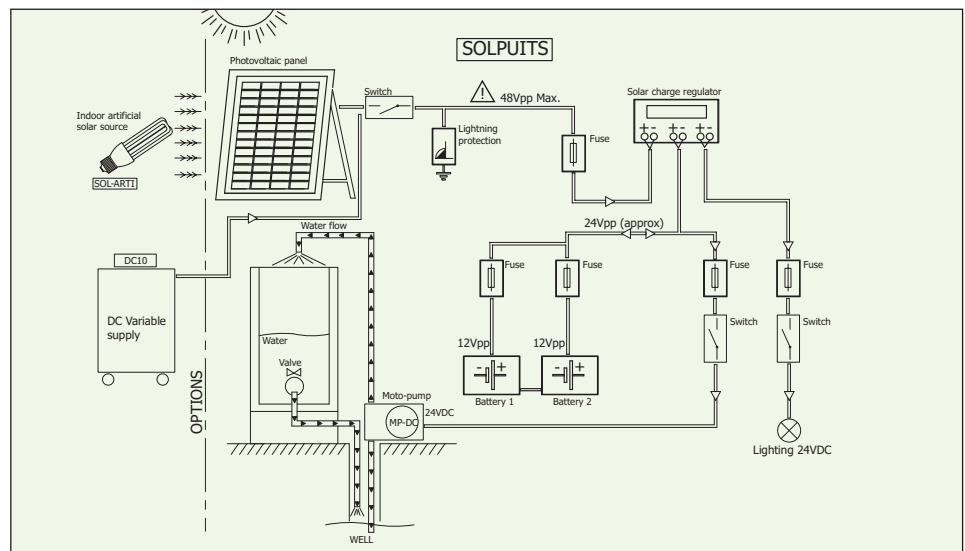 SOLPUITS
Photovoltaic panel
Switch
48Vpp Max.
Solar charge regulator
Indoor artificial
solar source
SOL-ARTI
Lightning
protection
Fuse
+- +- +-
Water flow
24Vpp (approx)
DC10
DC Variable
supply
Fuse
Fuse
Fuse
Fuse
Water
Valve
Switch
Switch
12Vpp
12Vpp
- +
- +
Battery 1
Battery 2
Moto-pump
24VDC
MP-DC
OPTIONS
Lighting 24VDC
WELL